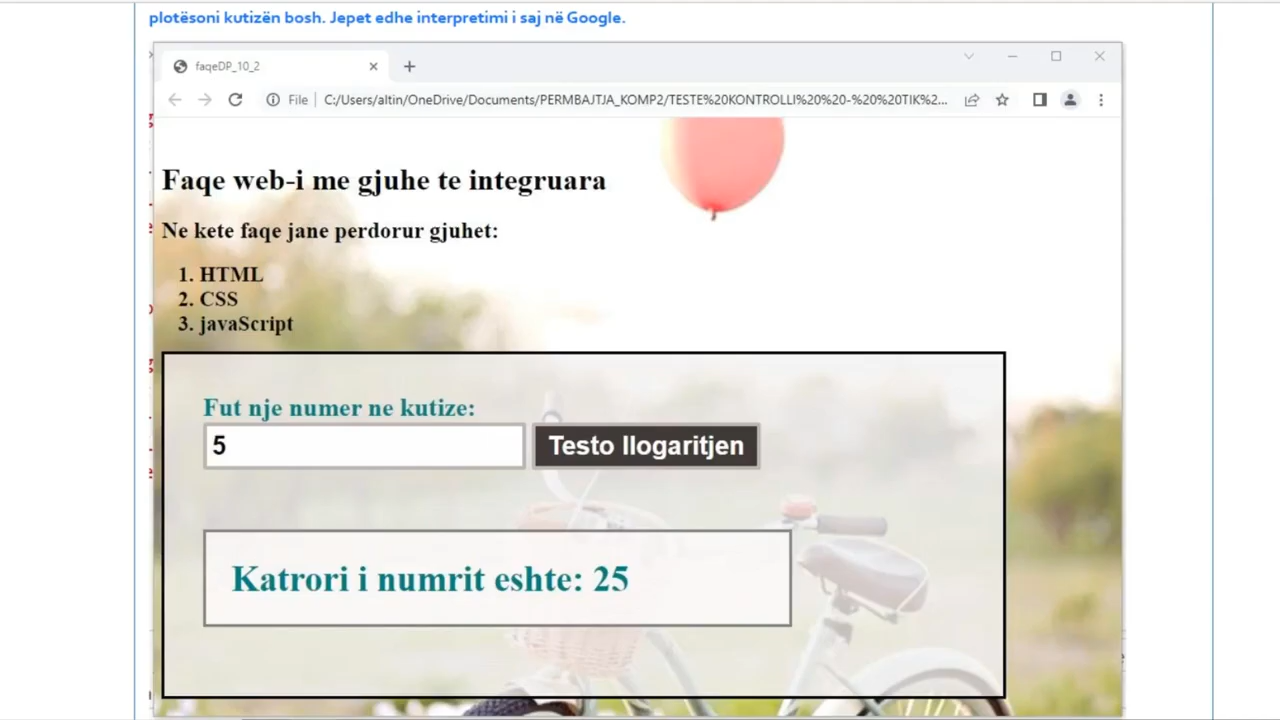 plotësoni kutizën bosh. Jepet edhe interpretimi i saj në Google.
faqeDP_10_2
File
C:/Users/altin/OneDrive/Documents/PERMBAJTJA_KOMP2/TESTE%20KONTROLLI%20%20-%20%20TIK%2...
Faqe web-i me gjuhe te integruara
Ne kete faqe jane perdorur gjuhet:
1. HTML
2. CSS
3. javaScript
Fut nje numer ne kutize:
5 Testo llogaritjen
Katrori i numrit eshte: 25